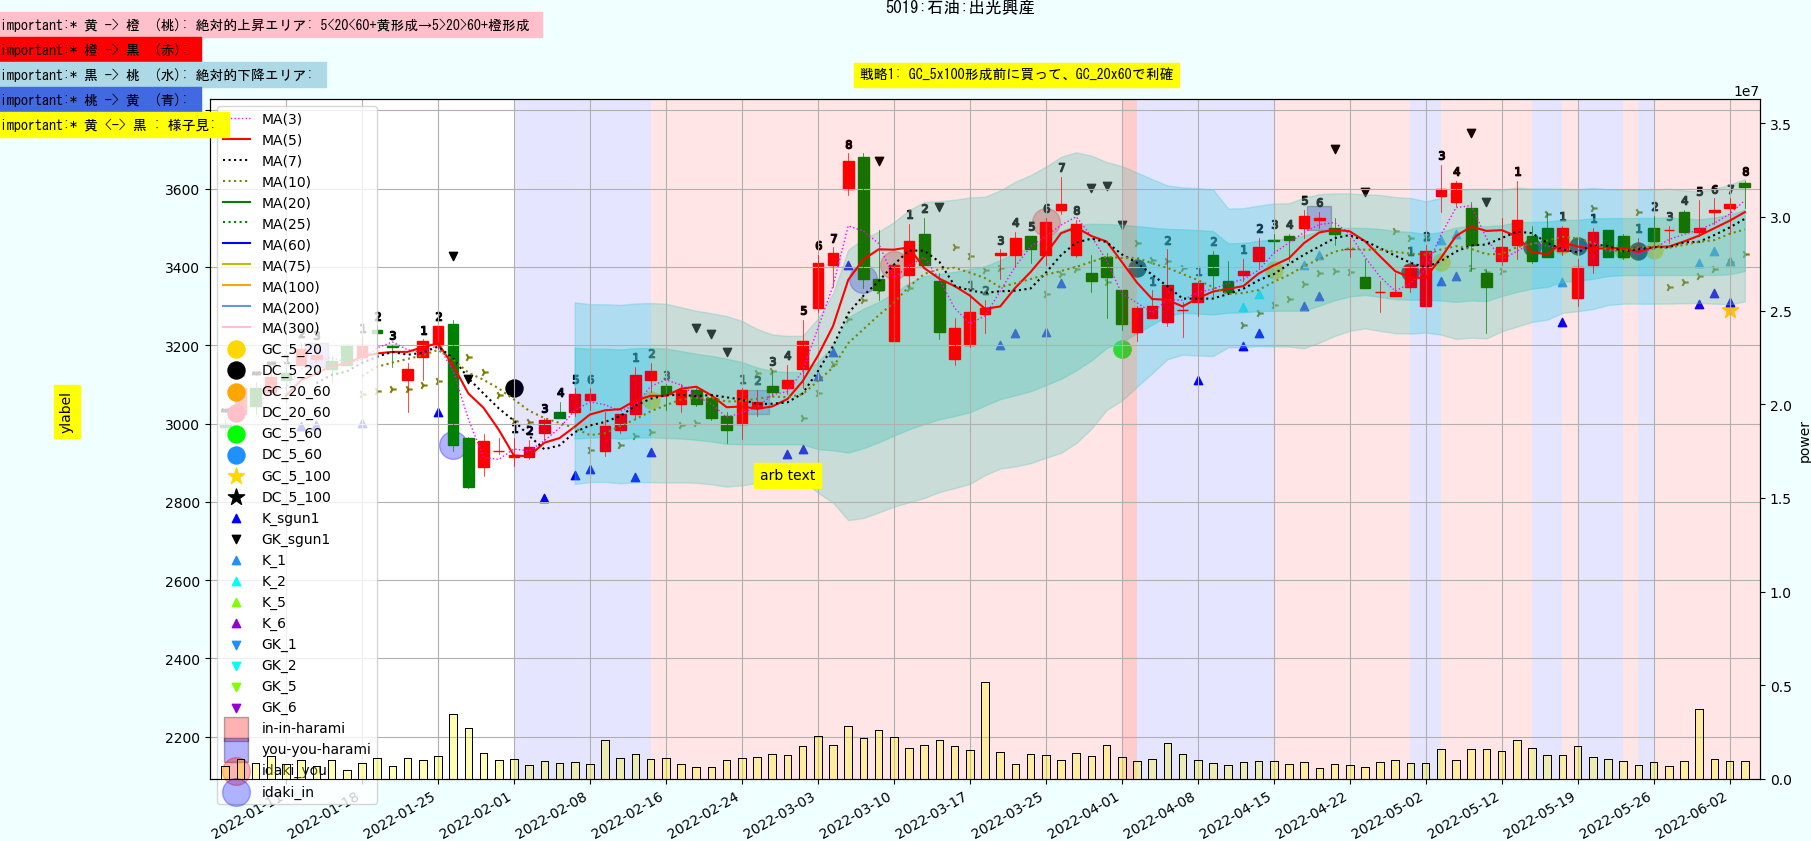 5019:石油:出光興産
important:* 黄 -> 橙 (桃): 絶対的上昇エリア: 5<20<60+黄形成→5>20>60+橙形成
important:* 橙 -> 黒 (赤):
important:* 黒 -> 桃 (水): 絶対的下降エリア:
戦略1: GC_5x100形成前に買って、GC_20x60で利確
important:* 桃 -> 黄 (青):
important:* 黄 <-> 黒 : 様子見:
1e7
MA(3)
MA(5)
MA(7)
MA(10)
MA(20)
MA(25)
MA(60)
MA(75)
MA(100)
MA(200)
MA(300)
GC_5_20
DC_5_20
GC_20_60
DC_20_60
GC_5_60
DC_5_60
GC_5_100
DC_5_100
K_sgun1
GK_sgun1
K_1
K_2
K_5
K_6
GK_1
GK_2
GK_5
GK_6
in-in-harami
you-you-harami
idaki_you
idaki_in
3600
3400
3200
3000
2800
2600
2400
2200
ylabel
arb text
3.5
3.0
2.5
2.0
1.5
1.0
0.5
0.0
power
2022-01-11
2022-01-18
2022-01-25
2022-02-01
2022-02-08
2022-02-16
2022-02-24
2022-03-03
2022-03-10
2022-03-17
2022-03-25
2022-04-01
2022-04-08
2022-04-15
2022-04-22
2022-05-02
2022-05-12
2022-05-19
2022-05-26
2022-06-02